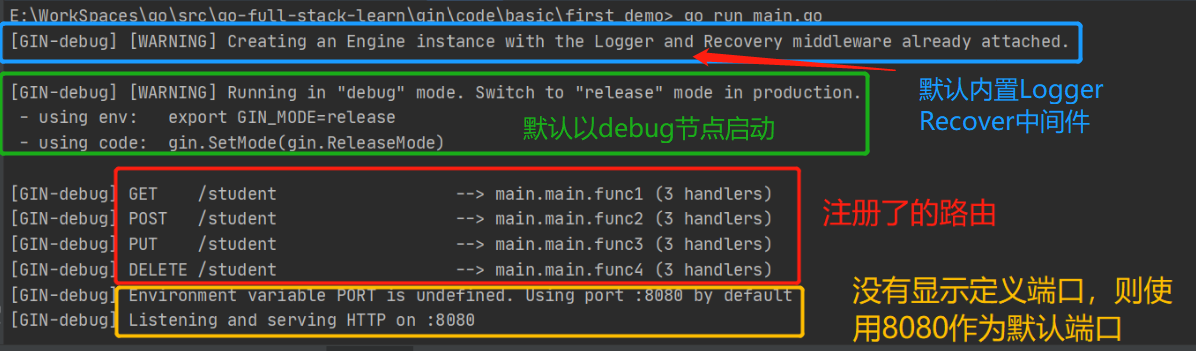 E:\WorkSpaces\go\src\go-full-stack-learn\gin\code\basic\first_demo> go run main.go
[GIN-debug] [WARNING] Creating an Engine instance with the Logger and Recovery middleware already attached.
默认内置Logger
Recover中间件
[GIN-debug] [WARNING] Running in "debug" mode. Switch to "release" mode in production.
- using env:   export GIN_MODE=release
- using code:  gin.SetMode(gin.ReleaseMode)
默认以debug节点启动
[GIN-debug] GET    /student                  --> main.main.func1 (3 handlers)
[GIN-debug] POST   /student                  --> main.main.func2 (3 handlers)
[GIN-debug] PUT    /student                  --> main.main.func3 (3 handlers)
[GIN-debug] DELETE /student                  --> main.main.func4 (3 handlers)
注册了的路由
[GIN-debug] Environment variable PORT is undefined. Using port :8080 by default
[GIN-debug] Listening and serving HTTP on :8080
没有显示定义端口，则使
用8080作为默认端口